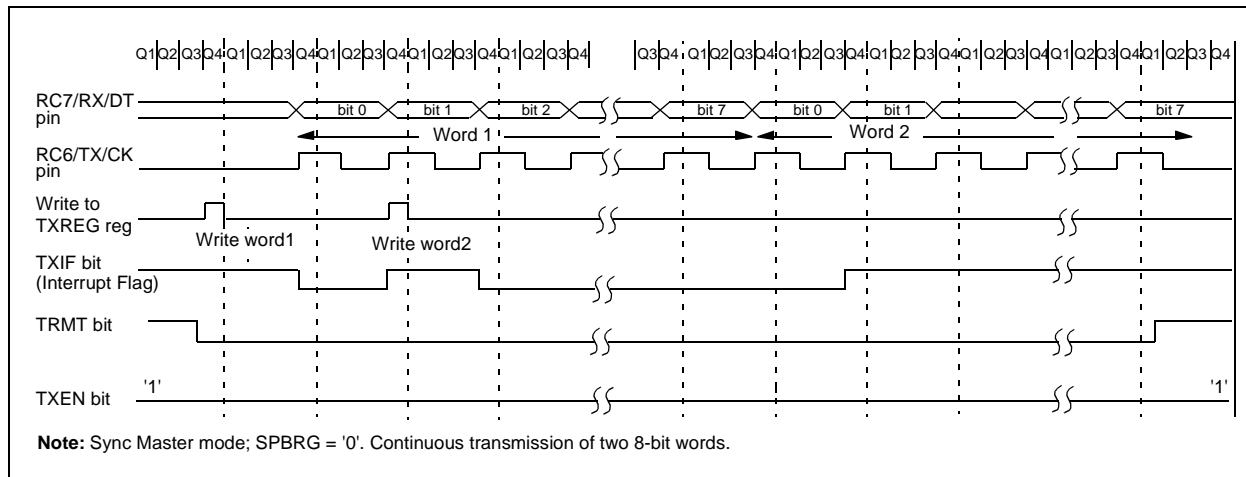 Q1 Q2 Q3 Q4 Q1 Q2 Q3 Q4 Q1 Q2 Q3 Q4 Q1 Q2 Q3 Q4 Q1 Q2 Q3 Q4 Q3 Q4 Q1 Q2 Q3 Q4 Q1 Q2 Q3 Q4 Q1 Q2 Q3 Q4 Q1 Q2 Q3 Q4 Q1 Q2 Q3 Q4 Q1 Q2 Q3 Q4
RC7/RX/DT
pin
bit 0 bit 1 bit 2 bit 7 bit 0 bit 1 bit 7
Word 1 Word 2
RC6/TX/CK
pin
Write to
TXREG reg
Write word1 Write word2
TXIF bit
(Interrupt Flag)
TRMT bit
'1' '1'
TXEN bit
Note: Sync Master mode; SPBRG = '0'. Continuous transmission of two 8-bit words.